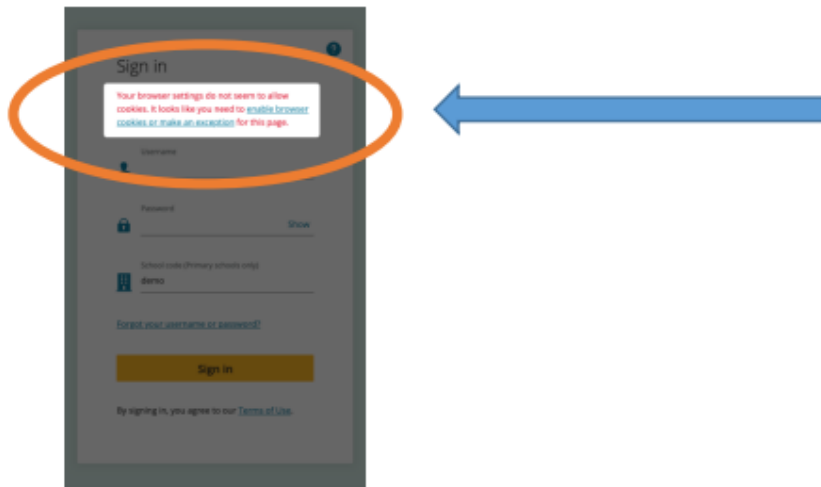 ?
Sign in
Your browser settings do not seem to allow
cookies. It looks like you need to enable browser
cookies or make an exception for this page.
Username
Password
Show
School code (Primary schools only)
demo
Forgot your username or password?
Sign in
By signing in, you agree to our Terms of Use.